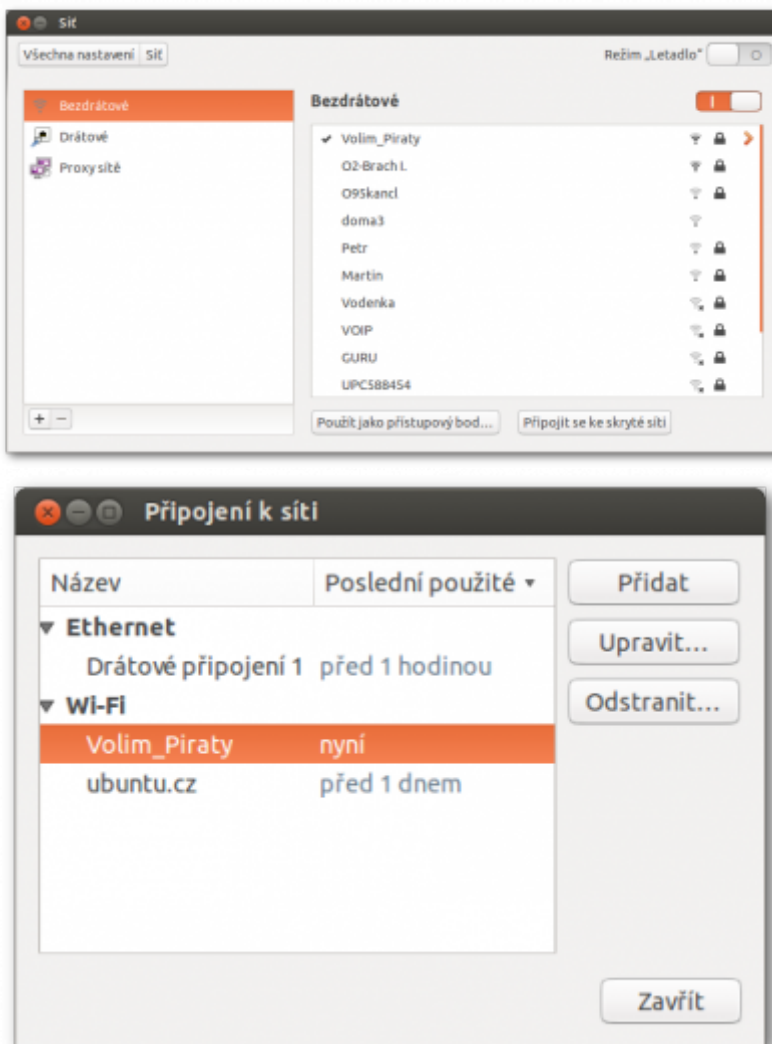 Síť
Všechna nastavení Síť Režim „Letadlo“
Bezdrátové
Drátové
Proxy sítě
Bezdrátové
Volim_Piraty
O2-Brach I.
O95kancl
doma3
Petr
Martin
Vodenka
VOIP
GURU
UPC588454
+ −
Použít jako přístupový bod... Připojit se ke skryté síti
Připojení k síti
Název Poslední použité
Ethernet
Drátové připojení 1 před 1 hodinou
Wi-Fi
Volim_Piraty nyní
ubuntu.cz před 1 dnem
Přidat
Upravit...
Odstranit...
Zavřít